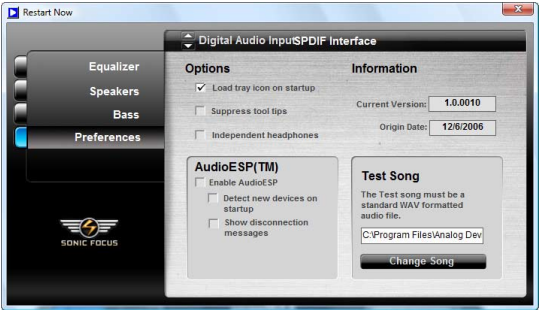 Restart Now
Digital Audio InputSPDIF Interface
Equalizer
Speakers
Bass
Preferences
SONIC FOCUS
Options
Load tray icon on startup
Suppress tool tips
Independent headphones
Information
Current Version: 1.0.0010
Origin Date: 12/6/2006
AudioESP(TM)
Enable AudioESP
Detect new devices on
startup
Show disconnection
messages
Test Song
The Test song must be a
standard WAV formatted
audio file.
C:\Program Files\Analog Dev
Change Song